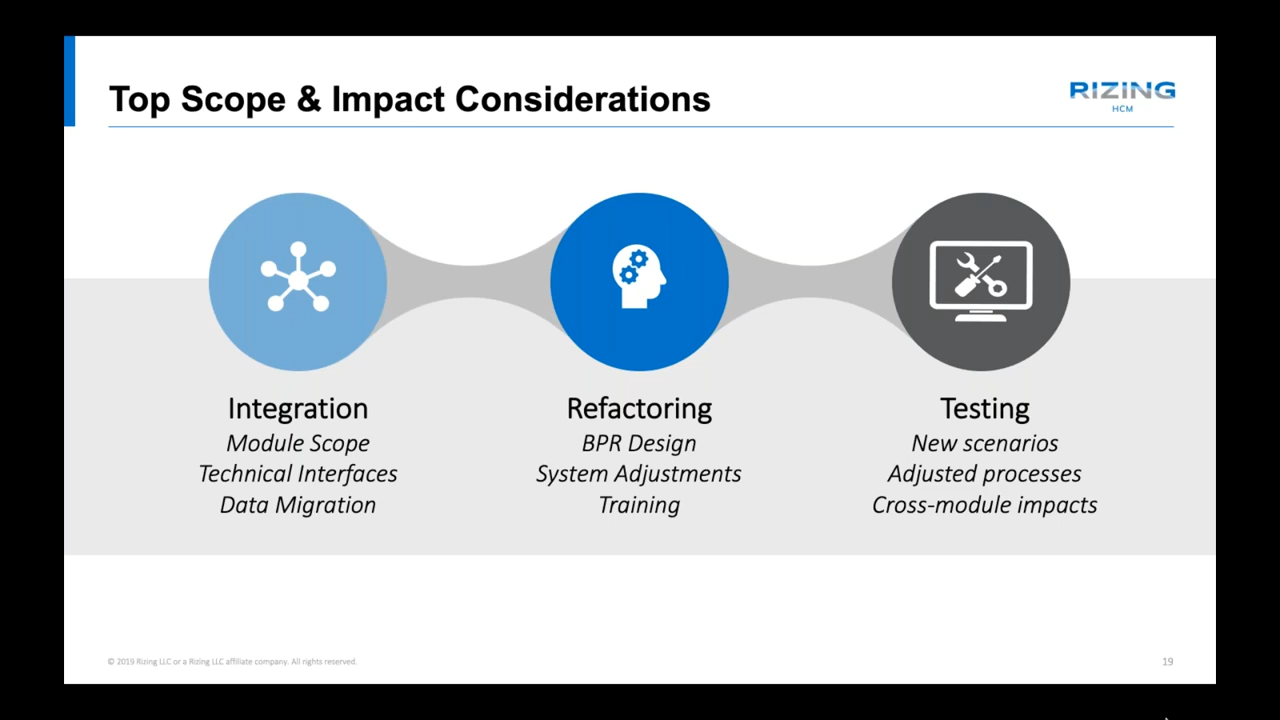 Top Scope & Impact Considerations
RIZING
HCM
Integration
Module Scope
Technical Interfaces
Data Migration
Refactoring
BPR Design
System Adjustments
Training
Testing
New scenarios
Adjusted processes
Cross-module impacts
© 2019 Rizing LLC or a Rizing LLC affiliate company. All rights reserved.
19